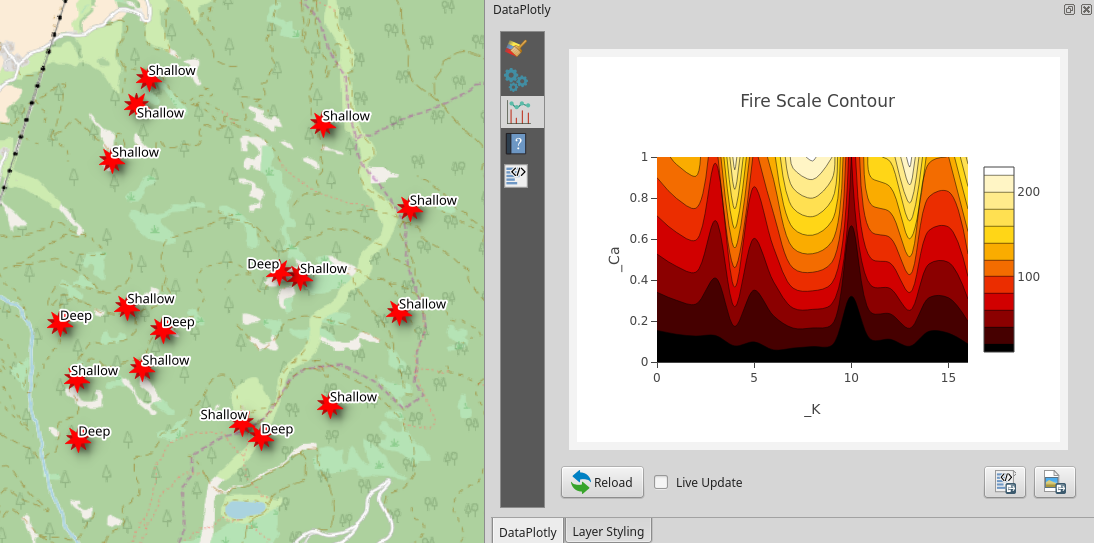 DataPlotly
Shallow
Shallow
Shallow
Shallow
Shallow
Deep
Shallow
Shallow
Deep
Deep
Shallow
Shallow
Shallow
Shallow
Shallow
Deep
Deep
?
</>
Fire Scale Contour
1
0.8
0.6
0.4
0.2
0
_Ca
0
5
10
15
_K
200
100
Reload
Live Update
</>
DataPlotly
Layer Styling